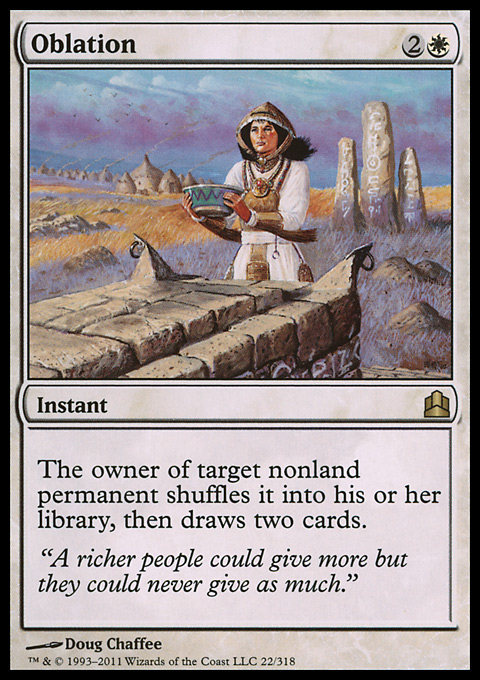 Oblation 2
Instant
The owner of target nonland
permanent shuffles it into his or her
library, then draws two cards.
“A richer people could give more but
they could never give as much.”
Doug Chaffee
™ & © 1993–2011 Wizards of the Coast LLC 22/318